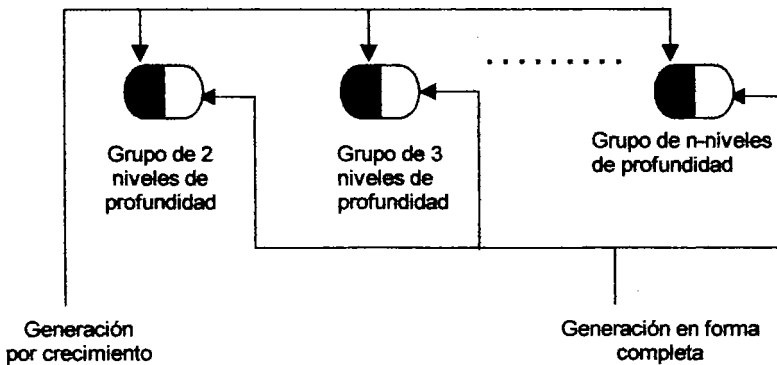 Grupo de 2
niveles de
profundidad
Grupo de 3
niveles de
profundidad
Grupo de n-niveles
de profundidad
Generación
por crecimiento
Generación en forma
completa